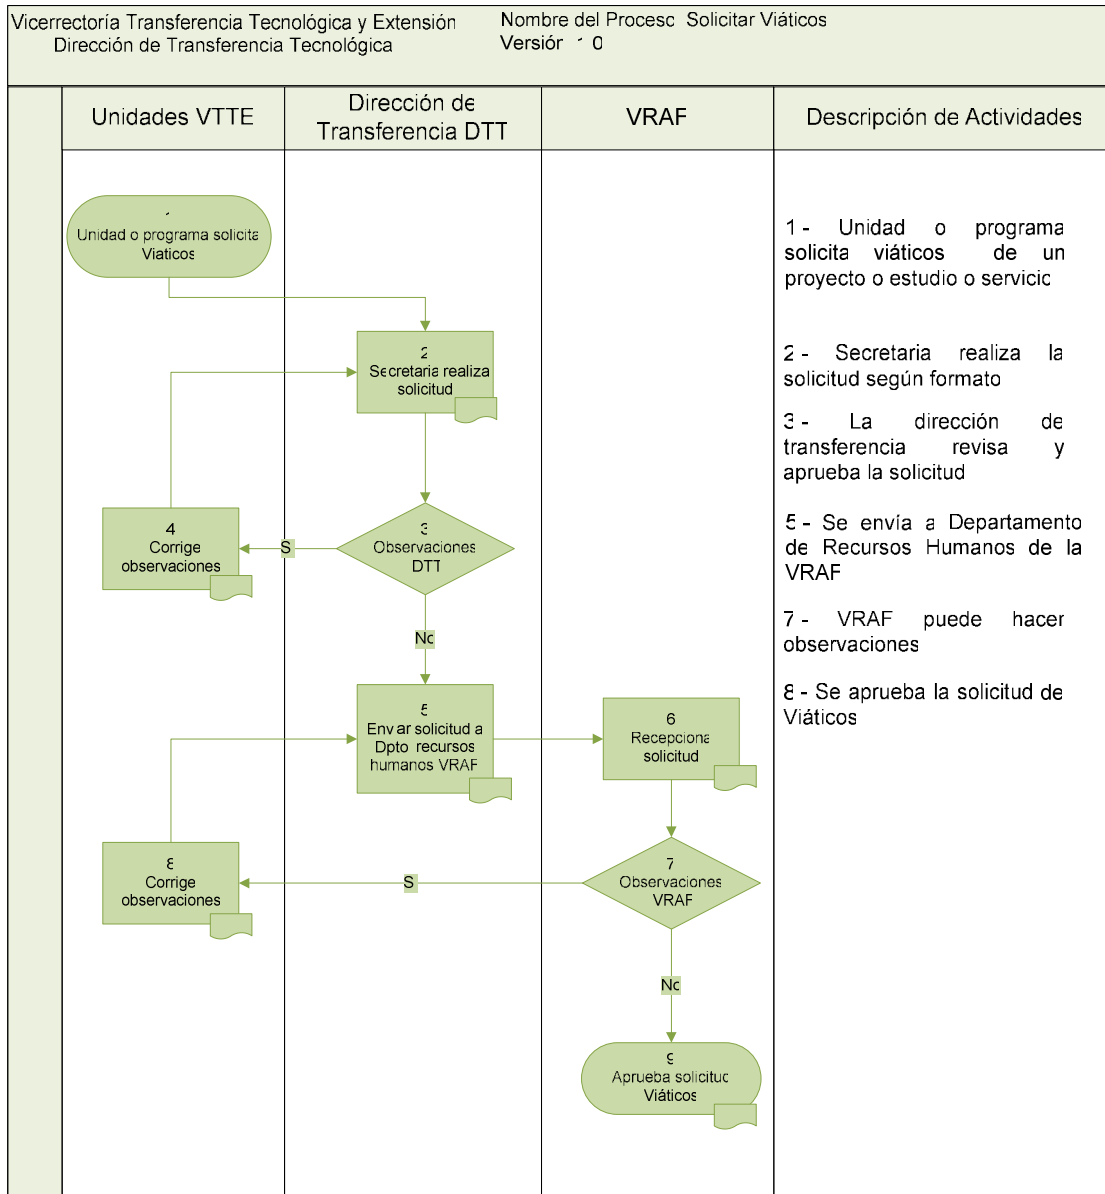 Vicerrectoría Transferencia Tecnológica y Extensión
Dirección de Transferencia Tecnológica
Nombre del Proceso Solicitar Viáticos
Versión 1 0
Unidades VTTE
Dirección de
Transferencia DTT
VRAF
Descripción de Actividades
1
Unidad o programa solicita
Viaticos
2
Secretaria realiza
solicitud
3
Observaciones
DTT
S
4
Corrige
observaciones
No
5
Enviar solicitud a
Dpto recursos
humanos VRAF
6
Recepciona
solicitud
7
Observaciones
VRAF
S
8
Corrige
observaciones
No
9
Aprueba solicitud
Viáticos
1 - Unidad o programa
solicita viáticos de un
proyecto o estudio o servicio
2 - Secretaria realiza la
solicitud según formato
3 - La dirección de
transferencia revisa y
aprueba la solicitud
5 - Se envía a Departamento
de Recursos Humanos de la
VRAF
7 - VRAF puede hacer
observaciones
8 - Se aprueba la solicitud de
Viáticos